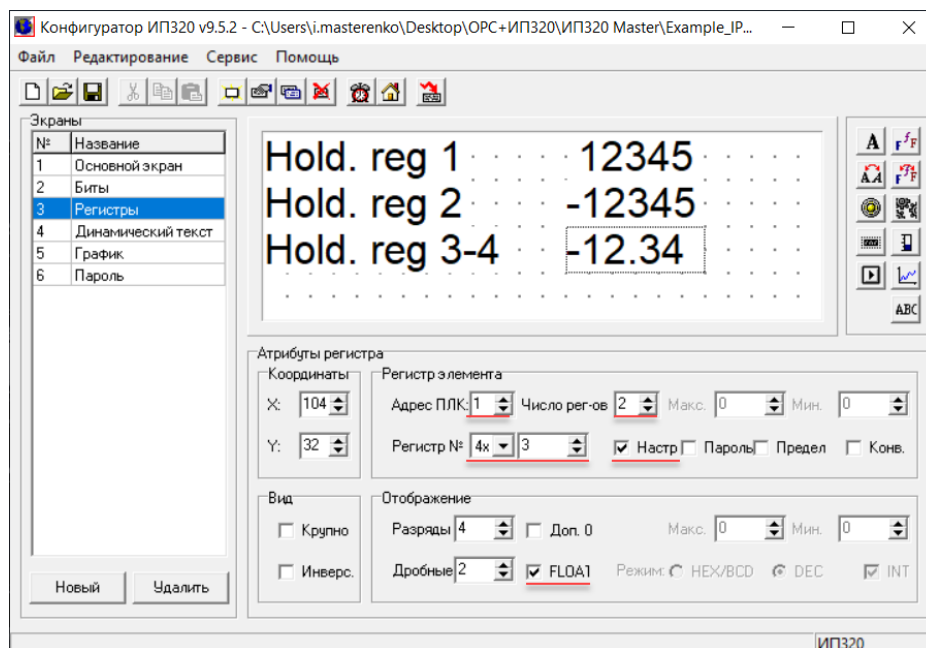 Конфигуратор ИП320 v9.5.2 - C:\Users\i.masterenko\Desktop\OPC+ИП320\ИП320 Master\Example_IP...
Файл Редактирование Сервис Помощь
Экраны
№ Название
1 Основной экран
2 Биты
3 Регистры
4 Динамический текст
5 График
6 Пароль
Новый Удалить
Hold. reg 1 12345
Hold. reg 2 -12345
Hold. reg 3-4 -12.34
A F f F
A A F F F
ABC
Атрибуты регистра
Координаты
X: 104
Y: 32
Регистр элемента
Адрес ПЛК: 1 Число рег-ов 2 Макс. 0 Мин. 0
Регистр № 4x 3 Настр Пароль Предел Конв.
Вид
Крупно
Инверс.
Отображение
Разряды 4 Доп. 0 Макс. 0 Мин. 0
Дробные 2 FLOAT Режим: HEX/BCD DEC INT
ИП320